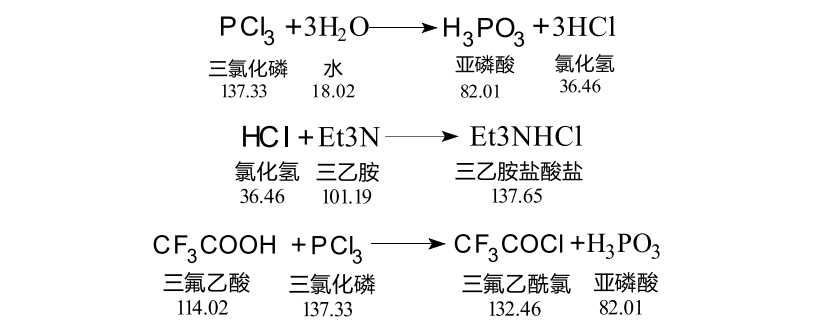 PCl₃ +3H₂O → H₃PO₃ +3HCl
三氯化磷 水 亚磷酸 氯化氢
137.33 18.02 82.01 36.46
HCl + Et3N → Et3NHCl
氯化氢 三乙胺 三乙胺盐酸盐
36.46 101.19 137.65
CF₃COOH + PCl₃ → CF₃COCl +H₃PO₃
三氟乙酸 三氯化磷 三氟乙酰氯 亚磷酸
114.02 137.33 132.46 82.01